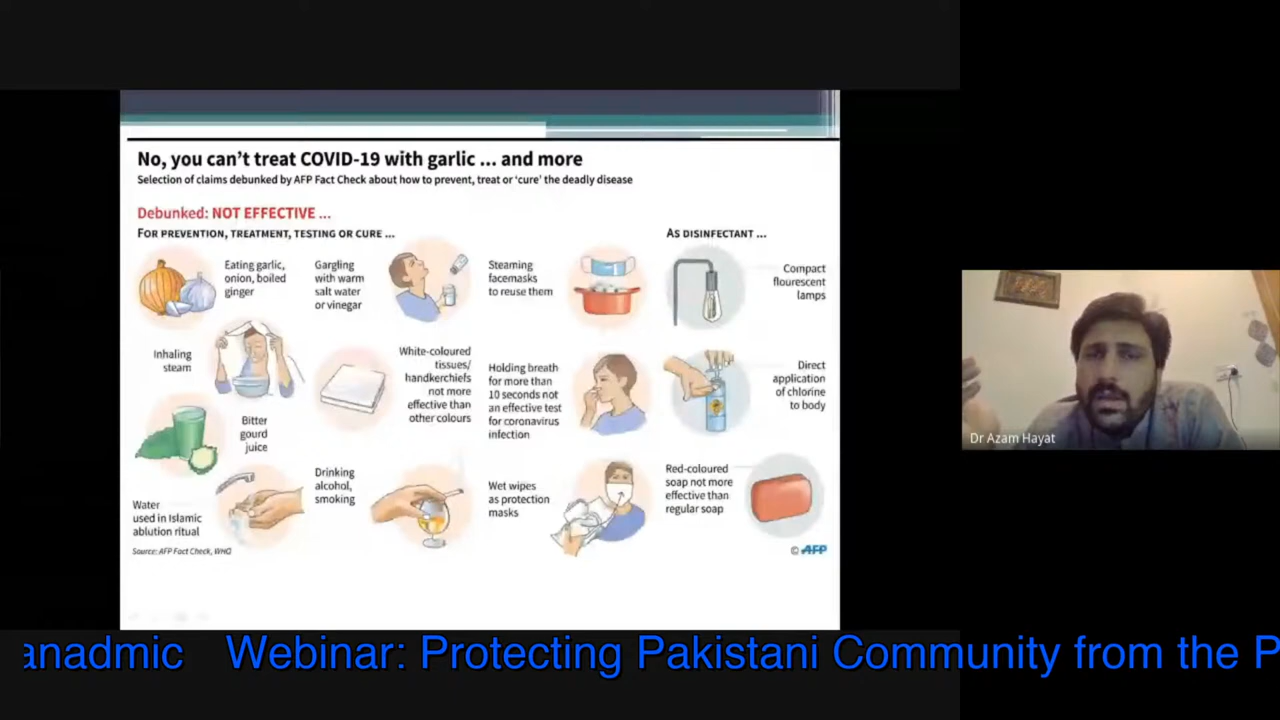 No, you can't treat COVID-19 with garlic ... and more
Selection of claims debunked by AFP Fact Check about how to prevent, treat or 'cure' the deadly disease
Debunked: NOT EFFECTIVE ...
FOR PREVENTION, TREATMENT, TESTING OR CURE ...
Eating garlic,
onion, boiled
ginger
Gargling
with warm
salt water
or vinegar
Steaming
facemasks
to reuse them
Inhaling
steam
White-coloured
tissues/
handkerchiefs
not more
effective than
other colours
Holding breath
for more than
10 seconds not
an effective test
for coronavirus
infection
Bitter
gourd
juice
Water
used in Islamic
ablution ritual
Drinking
alcohol,
smoking
Wet wipes
as protection
masks
AS DISINFECTANT ...
Compact
flourescent
lamps
Direct
application
of chlorine
to body
Red-coloured
soap not more
effective than
regular soap
Source: AFP Fact Check, WHO
© AFP
Dr Azam Hayat
anadmic Webinar: Protecting Pakistani Community from the P